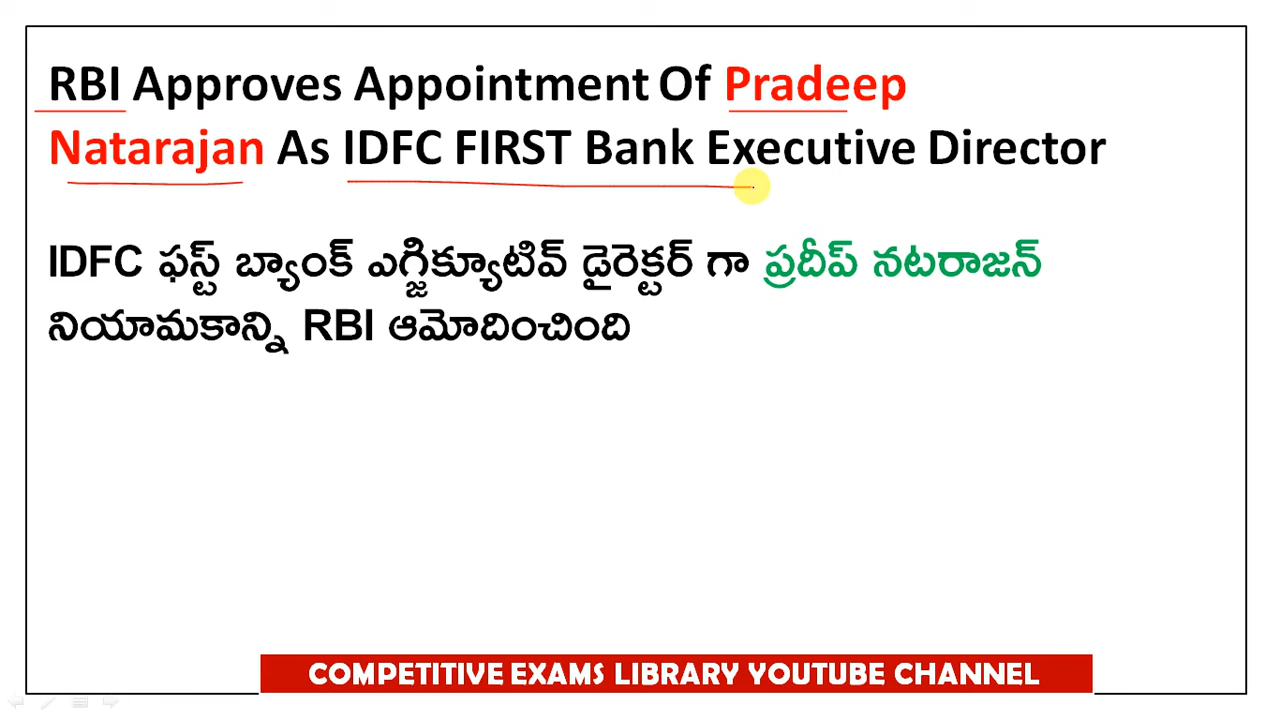 RBI Approves Appointment Of Pradeep
Natarajan As IDFC FIRST Bank Executive Director
IDFC ఫస్ట్ బ్యాంక్ ఎగ్జిక్యూటివ్ డైరెక్టర్ గా ప్రదీప్ నటరాజన్
నియామకాన్ని RBI ఆమోదించింది
COMPETITIVE EXAMS LIBRARY YOUTUBE CHANNEL